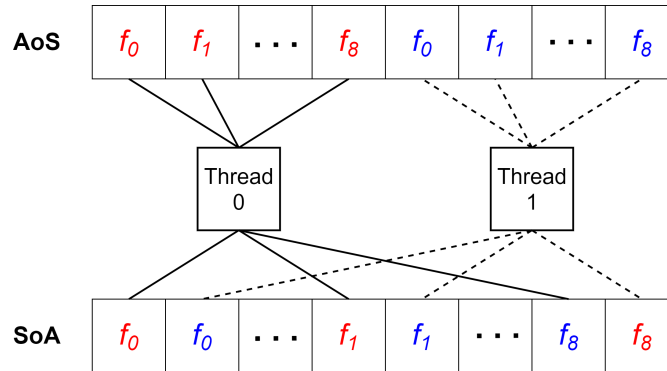 AoS f0 f1 ... f8 f0 f1 ... f8
Thread
0
Thread
1
SoA f0 f0 ... f1 f1 ... f8 f8